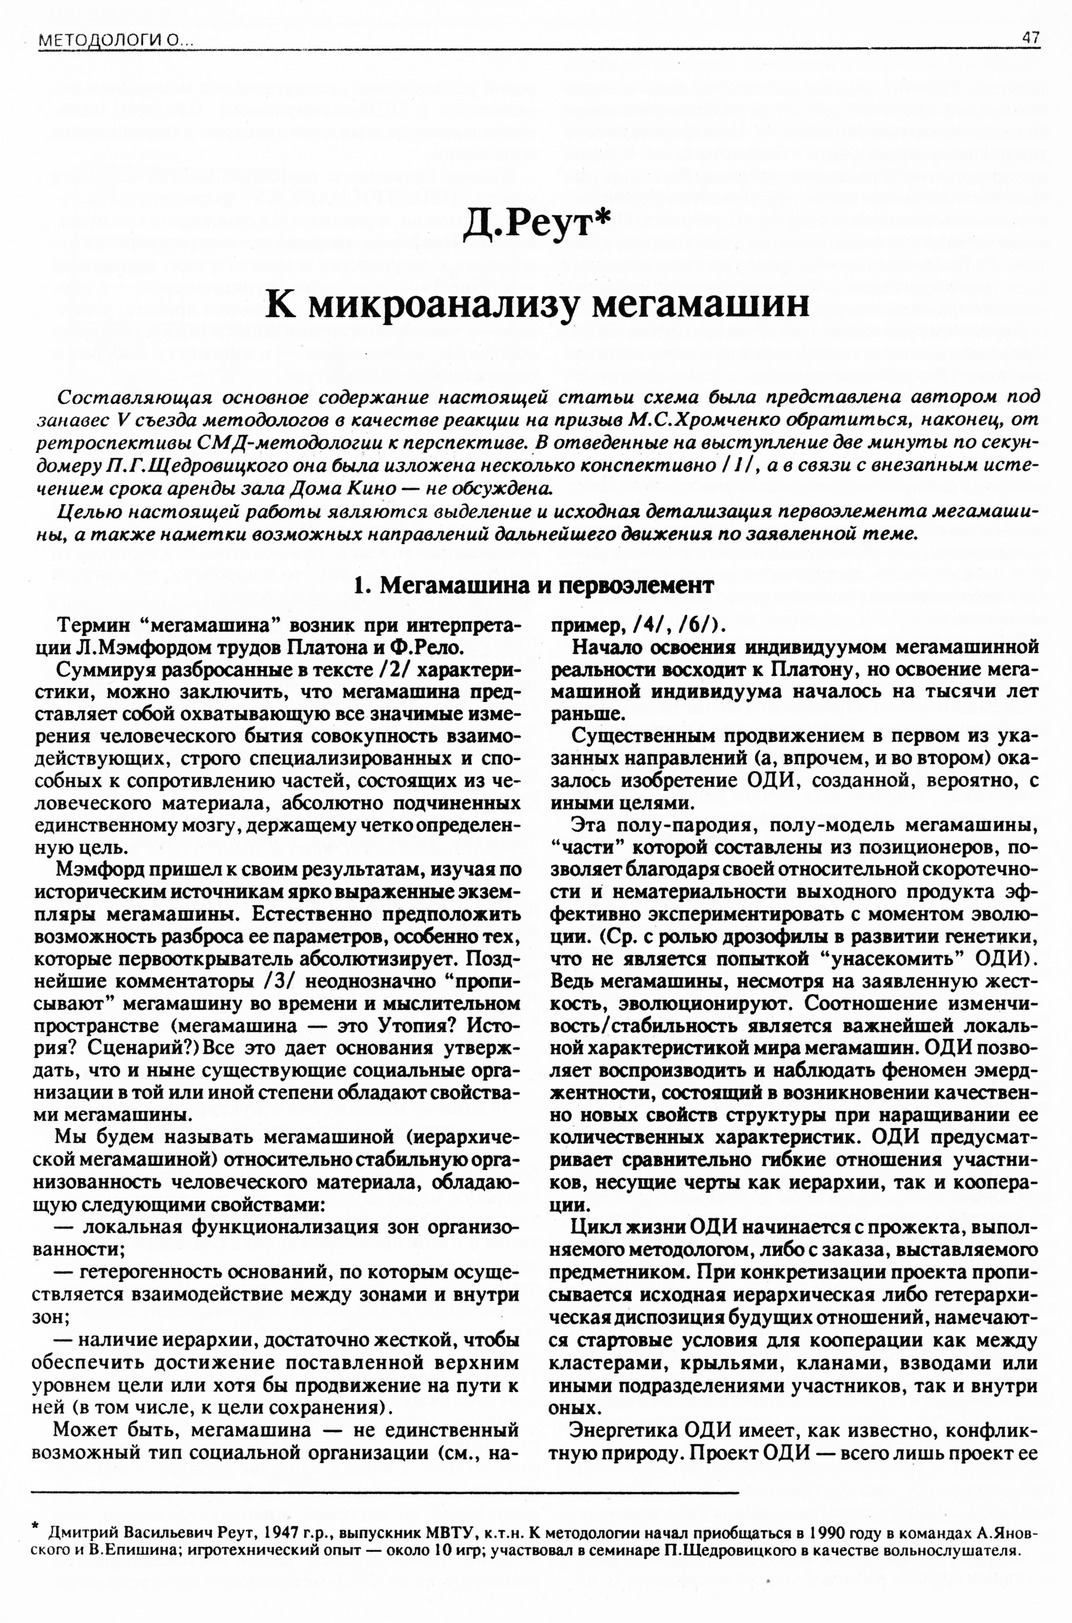 МЕТОДОЛОГИ О...
47
Д.Реут*
К микроанализу мегамашин
Составляющая основное содержание настоящей статьи схема была представлена автором под
занавес V съезда методологов в качестве реакции на призыв М.С.Хромченко обратиться, наконец, от
ретроспективы СМД-методологии к перспективе. В отведенные на выступление две минуты по секун-
домеру П.Г.Щедровицкого она была изложена несколько конспективно /1/, а в связи с внезапным исте-
чением срока аренды зала Дома Кино — не обсуждена.
Целью настоящей работы являются выделение и исходная детализация первоэлемента мегамаши-
ны, а также наметки возможных направлений дальнейшего движения по заявленной теме.
1. Мегамашина и первоэлемент
Термин “мегамашина” возник при интерпрета-
ции Л.Мэмфордом трудов Платона и Ф.Рело.
Суммируя разбросанные в тексте /2/ характери-
стики, можно заключить, что мегамашина пред-
ставляет собой охватывающую все значимые изме-
рения человеческого бытия совокупность взаимо-
действующих, строго специализированных и спо-
собных к сопротивлению частей, состоящих из че-
ловеческого материала, абсолютно подчиненных
единственному мозгу, держащему четко определен-
ную цель.
Мэмфорд пришел к своим результатам, изучая по
историческим источникам ярко выраженные экзем-
пляры мегамашины. Естественно предположить
возможность разброса ее параметров, особенно тех,
которые первооткрыватель абсолютизирует. Позд-
нейшие комментаторы /3/ неоднозначно “пропи-
сывают” мегамашину во времени и мыслительном
пространстве (мегамашина — это Утопия? Исто-
рия? Сценарий?) Все это дает основания утверж-
дать, что и ныне существующие социальные орга-
низации в той или иной степени обладают свойства-
ми мегамашины.
Мы будем называть мегамашиной (иерархиче-
ской мегамашиной) относительно стабильную орга-
низованность человеческого материала, обладаю-
щую следующими свойствами:
— локальная функционализация зон организо-
ванности;
— гетерогенность оснований, по которым осуще-
ствляется взаимодействие между зонами и внутри
зон;
— наличие иерархии, достаточно жесткой, чтобы
обеспечить достижение поставленной верхним
уровнем цели или хотя бы продвижение на пути к
ней (в том числе, к цели сохранения).
Может быть, мегамашина — не единственный
возможный тип социальной организации (см., на-
пример, /4/, /6/).
Начало освоения индивидуумом мегамашинной
реальности восходит к Платону, но освоение мега-
машиной индивидуума началось на тысячи лет
раньше.
Существенным продвижением в первом из ука-
занных направлений (а, впрочем, и во втором) ока-
залось изобретение ОДИ, созданной, вероятно, с
иными целями.
Эта полу-пародия, полу-модель мегамашины,
“части” которой составлены из позиционеров, по-
зволяет благодаря своей относительной скоротечно-
сти и нематериальности выходного продукта эф-
фективно экспериментировать с моментом эволю-
ции. (Ср. с ролью дрозофилы в развитии генетики,
что не является попыткой “унасекомить” ОДИ).
Ведь мегамашины, несмотря на заявленную жест-
кость, эволюционируют. Соотношение изменчи-
вость/стабильность является важнейшей локаль-
ной характеристикой мира мегамашин. ОДИ позво-
ляет воспроизводить и наблюдать феномен эмерд-
жентности, состоящий в возникновении качествен-
но новых свойств структуры при наращивании ее
количественных характеристик. ОДИ предусмат-
ривает сравнительно гибкие отношения участни-
ков, несущие черты как иерархии, так и коопера-
ции.
Цикл жизни ОДИ начинается с прожекта, выпол-
няемого методологом, либо с заказа, выставляемого
предметником. При конкретизации проекта пропи-
сывается исходная иерархическая либо гетерархи-
ческая диспозиция будущих отношений, намечают-
ся стартовые условия для кооперации как между
кластерами, крыльями, кланами, взводами или
иными подразделениями участников, так и внутри
оных.
Энергетика ОДИ имеет, как известно, конфлик-
тную природу. Проект ОДИ — всего лишь проект ее
* Дмитрий Васильевич Реут, 1947 г.р., выпускник МВТУ, к.т.н. К методологии начал приобщаться в 1990 году в командах А.Янов-
ского и В.Епишина; игротехнический опыт — около 10 игр; участвовал в семинаре П.Щедровицкого в качестве вольнослушателя.